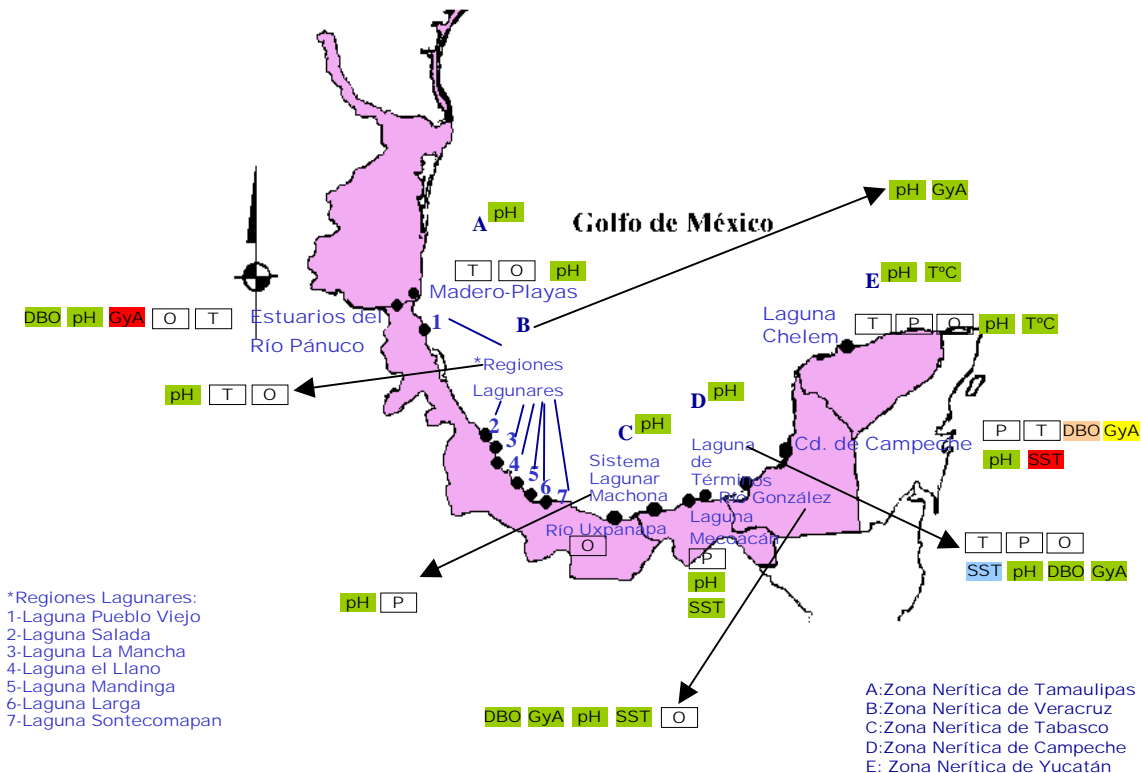 pH GyA
A pH
Golfo de México
T O pH
E pH TºC
Madero-Playas
DBO pH GyA O T
Estuarios del
Río Pánuco
1
B
Laguna
Chelem
T P O pH TºC
*Regiones
Lagunares
pH T O
D pH
2
3
4
5
6
7
C pH
Laguna
de
Términos
Cd. de Campeche
P T DBO GyA
pH SST
Sistema
Lagunar
Machona
Río González
Río Uxpanapa
O
Laguna
Mecoacán
P
pH
SST
T P O
SST pH DBO GyA
pH P
*Regiones Lagunares:
1-Laguna Pueblo Viejo
2-Laguna Salada
3-Laguna La Mancha
4-Laguna el Llano
5-Laguna Mandinga
6-Laguna Larga
7-Laguna Sontecomapan
DBO GyA pH SST O
A:Zona Nerítica de Tamaulipas
B:Zona Nerítica de Veracruz
C:Zona Nerítica de Tabasco
D:Zona Nerítica de Campeche
E: Zona Nerítica de Yucatán